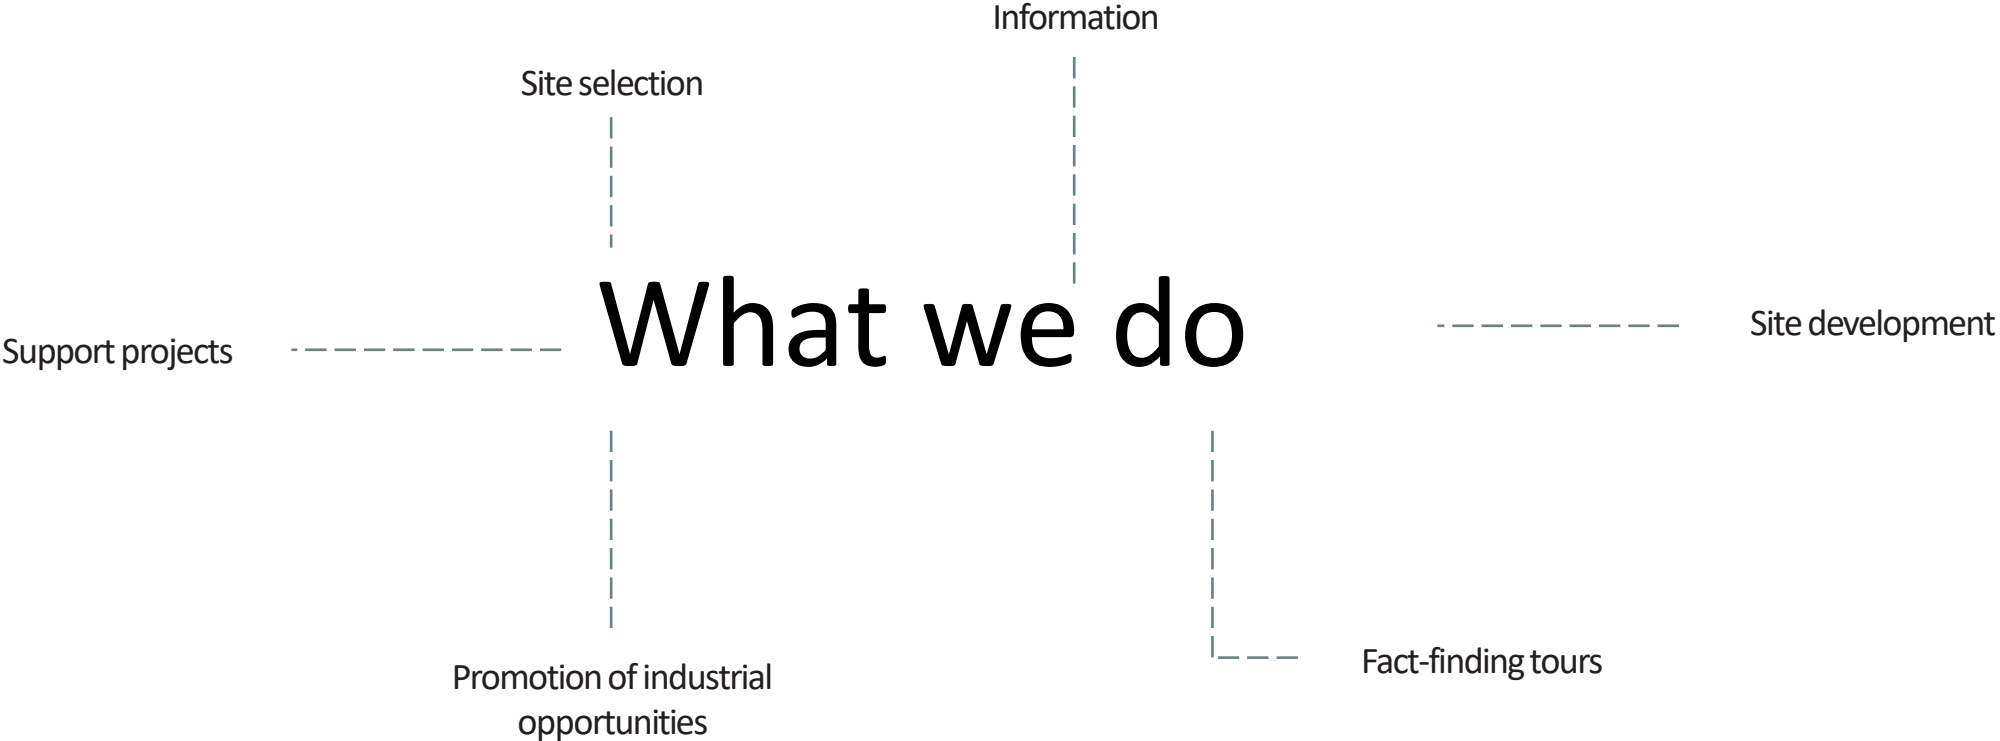 Information
Site selection
What we do
Site development
Support projects
Fact-finding tours
Promotion of industrial
opportunities